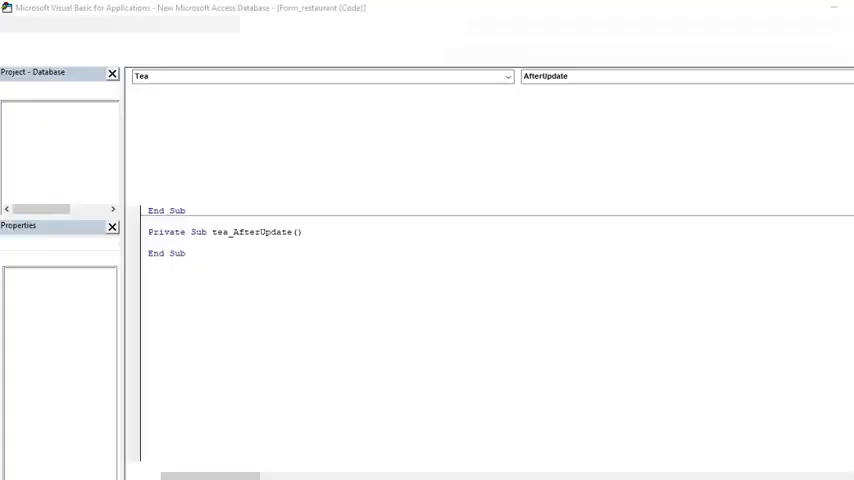 Microsoft Visual Basic for Applications - New Microsoft Access Database - [Form_restaurant (Code)]
Project - Database
Tea
AfterUpdate
End Sub
Properties
Private Sub tea_AfterUpdate()
End Sub